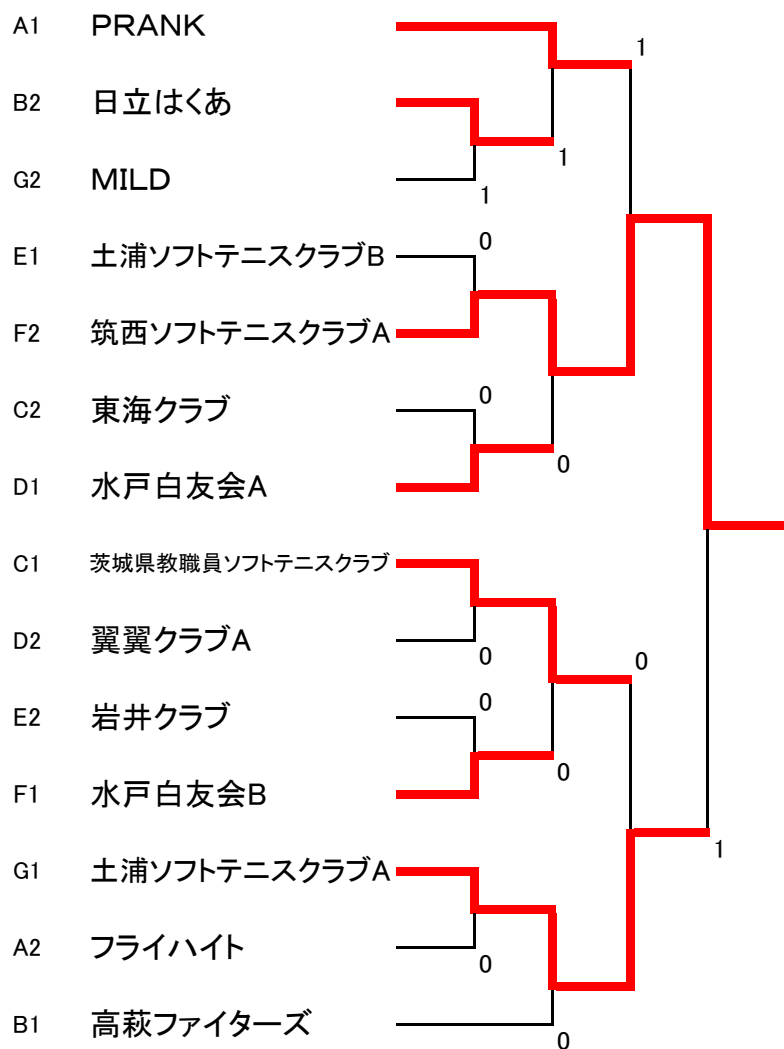 A1 PRANK
1
B2 日立はくあ
1
G2 MILD
1
0
E1 土浦ソフトテニスクラブB
F2 筑西ソフトテニスクラブA
0
C2 東海クラブ
0
D1 水戸白友会A
C1 茨城県教職員ソフトテニスクラブ
D2 翼翼クラブA
0
0
0
E2 岩井クラブ
0
F1 水戸白友会B
1
G1 土浦ソフトテニスクラブA
A2 フライハイト
0
B1 高萩ファイターズ
0